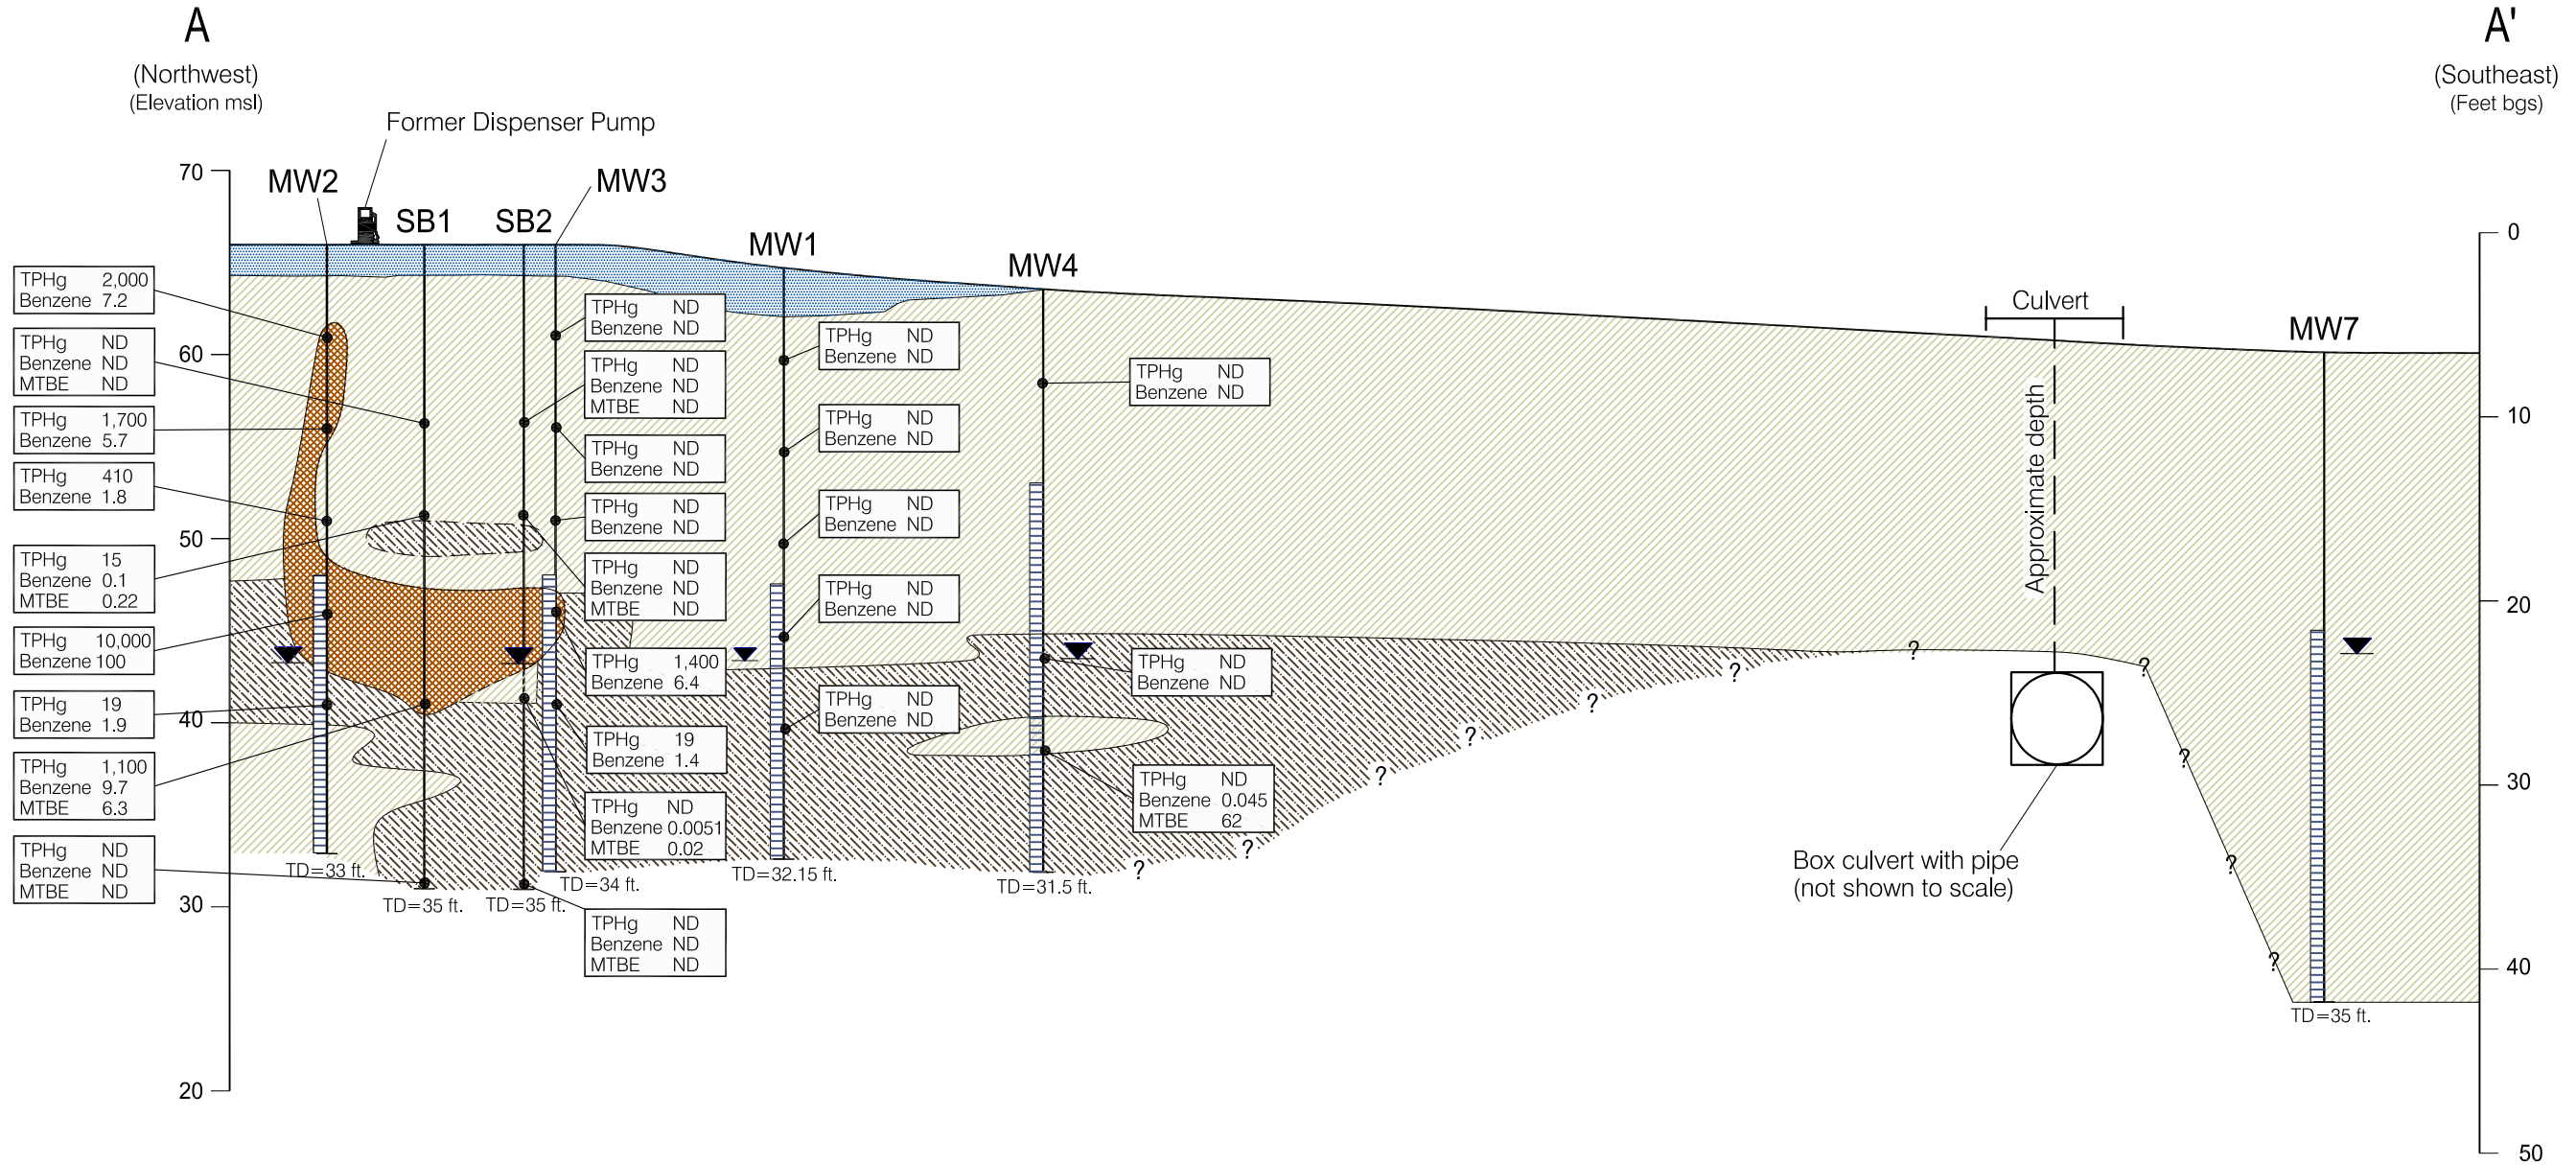 A
(Northwest)
(Elevation msl)
A'
(Southeast)
(Feet bgs)
Former Dispenser Pump
MW2
SB1
SB2
MW3
MW1
MW4
Culvert
MW7
70
60
50
40
30
20
0
10
20
30
40
50
TPHg 2,000
Benzene 7.2
TPHg ND
Benzene ND
MTBE ND
TPHg 1,700
Benzene 5.7
TPHg 410
Benzene 1.8
TPHg 15
Benzene 0.1
MTBE 0.22
TPHg 10,000
Benzene 100
TPHg 19
Benzene 1.9
TPHg 1,100
Benzene 9.7
MTBE 6.3
TPHg ND
Benzene ND
MTBE ND
TPHg ND
Benzene ND
TPHg ND
Benzene ND
MTBE ND
TPHg ND
Benzene ND
TPHg ND
Benzene ND
TPHg ND
Benzene ND
MTBE ND
TPHg 1,400
Benzene 6.4
TPHg 19
Benzene 1.4
TPHg ND
Benzene 0.0051
MTBE 0.02
TPHg ND
Benzene ND
MTBE ND
TPHg ND
Benzene ND
TPHg ND
Benzene ND
TPHg ND
Benzene ND
TPHg ND
Benzene ND
TPHg ND
Benzene ND
TPHg ND
Benzene ND
TPHg ND
Benzene ND
TPHg ND
Benzene 0.045
MTBE 62
Approximate depth
?
?
?
?
?
?
?
?
?
?
?
?
Box culvert with pipe
(not shown to scale)
TD=33 ft.
TD=35 ft.
TD=35 ft.
TD=34 ft.
TD=32.15 ft.
TD=31.5 ft.
TD=35 ft.